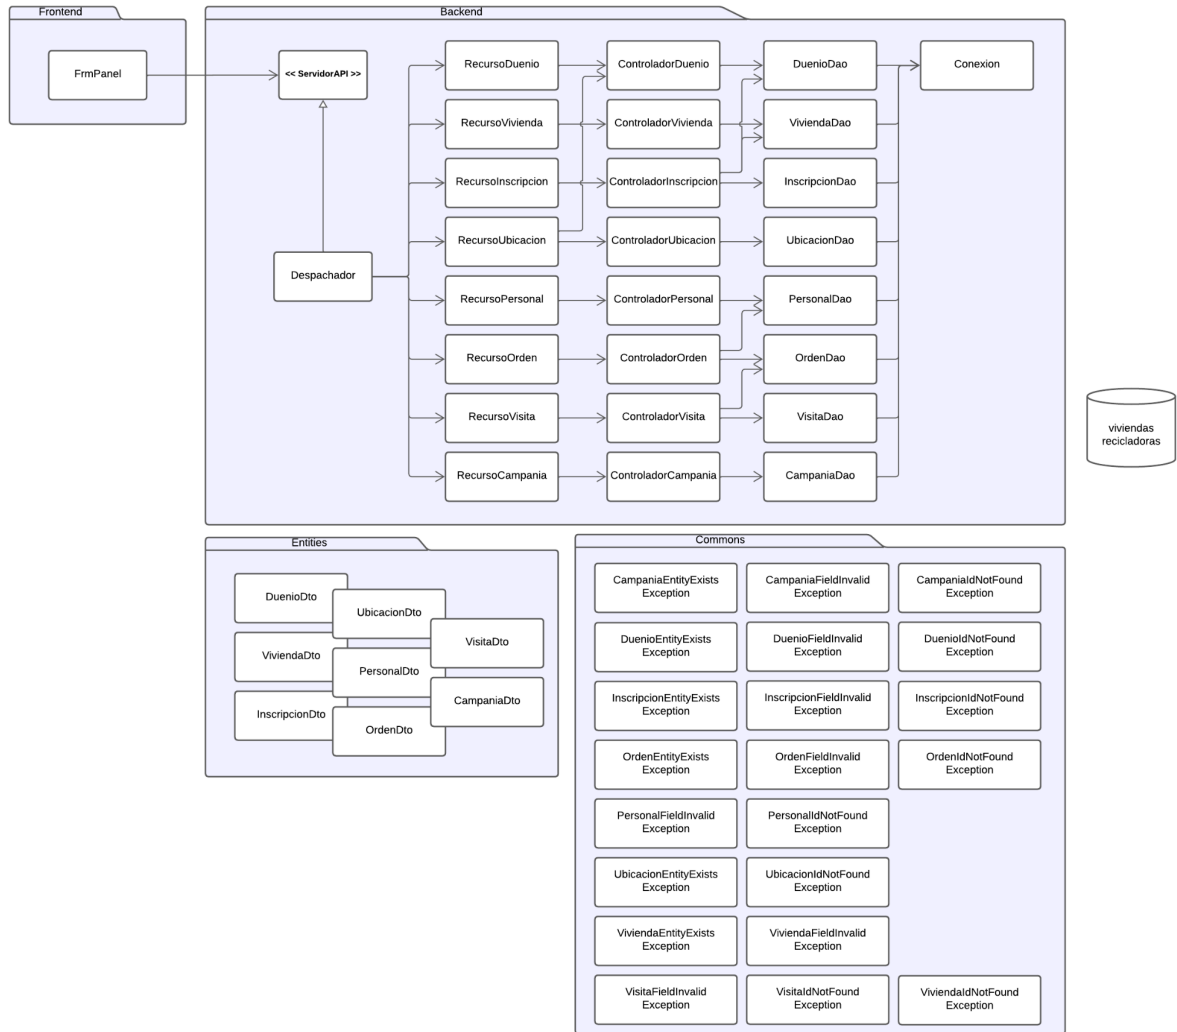 Frontend
Backend
FrmPanel
<< ServidorAPI >>
RecursoDuenio
ControladorDuenio
DuenioDao
Conexion
RecursoVivienda
ControladorVivienda
ViviendaDao
RecursoInscripcion
ControladorInscripcion
InscripcionDao
RecursoUbicacion
ControladorUbicacion
UbicacionDao
Despachador
RecursoPersonal
ControladorPersonal
PersonalDao
RecursoOrden
ControladorOrden
OrdenDao
RecursoVisita
ControladorVisita
VisitaDao
RecursoCampania
ControladorCampania
CampaniaDao
viviendas
recicladoras
Entities
DuenioDto
UbicacionDto
VisitaDto
ViviendaDto
PersonalDto
CampaniaDto
InscripcionDto
OrdenDto
Commons
CampaniaEntityExists
Exception
CampaniaFieldInvalid
Exception
CampaniaIdNotFound
Exception
DuenioEntityExists
Exception
DuenioFieldInvalid
Exception
DuenioIdNotFound
Exception
InscripcionEntityExists
Exception
InscripcionFieldInvalid
Exception
InscripcionIdNotFound
Exception
OrdenEntityExists
Exception
OrdenFieldInvalid
Exception
OrdenIdNotFound
Exception
PersonalFieldInvalid
Exception
PersonalIdNotFound
Exception
UbicacionEntityExists
Exception
UbicacionIdNotFound
Exception
ViviendaEntityExists
Exception
ViviendaFieldInvalid
Exception
VisitaFieldInvalid
Exception
VisitaIdNotFound
Exception
ViviendaIdNotFound
Exception